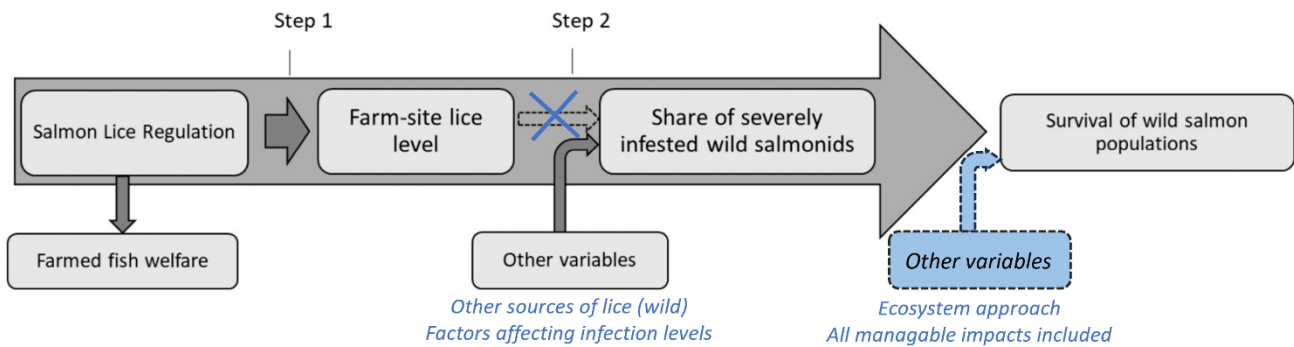 Step 1
Step 2
Salmon Lice Regulation
Farm-site lice
level
Share of severely
infested wild salmonids
Survival of wild salmon
populations
Farmed fish welfare
Other variables
Other sources of lice (wild)
Factors affecting infection levels
Other variables
Ecosystem approach
All managable impacts included